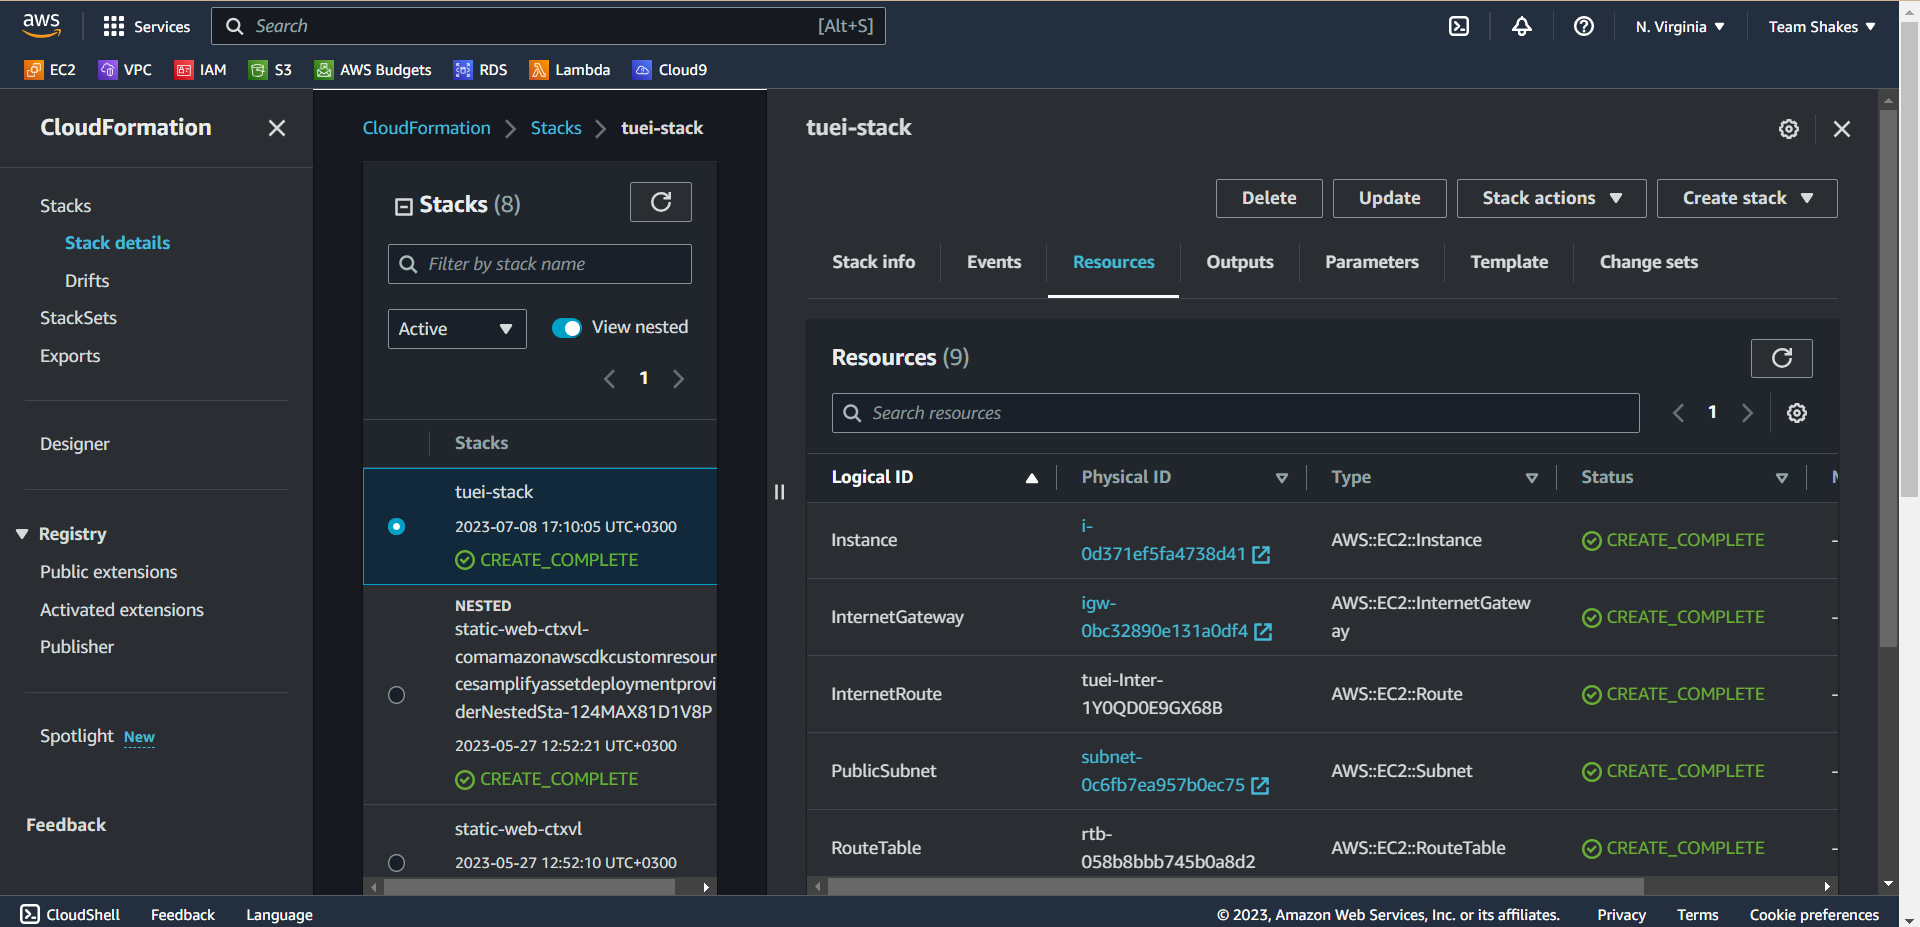 aws
Services
Search
[Alt+S]
N. Virginia
Team Shakes
EC2
VPC
IAM
S3
AWS Budgets
RDS
Lambda
Cloud9
CloudFormation
Stacks
Stack details
Drifts
StackSets
Exports
Designer
Registry
Public extensions
Activated extensions
Publisher
Spotlight New
Feedback
CloudFormation
Stacks
tuei-stack
Stacks (8)
Filter by stack name
Active
View nested
1
Stacks
tuei-stack
2023-07-08 17:10:05 UTC+0300
CREATE_COMPLETE
NESTED
static-web-ctxvl-
comamazonawscdkcustomresour
cesamplifyassetdeploymentprovi
derNestedSta-124MAX81D1V8P
2023-05-27 12:52:21 UTC+0300
CREATE_COMPLETE
static-web-ctxvl
2023-05-27 12:52:10 UTC+0300
tuei-stack
Delete
Update
Stack actions
Create stack
Stack info
Events
Resources
Outputs
Parameters
Template
Change sets
Resources (9)
Search resources
1
Logical ID
Physical ID
Type
Status
Instance
i-
0d371ef5fa4738d41
AWS::EC2::Instance
CREATE_COMPLETE
-
InternetGateway
igw-
0bc32890e131a0df4
AWS::EC2::InternetGatew
ay
CREATE_COMPLETE
-
InternetRoute
tuei-Inter-
1Y0QD0E9GX68B
AWS::EC2::Route
CREATE_COMPLETE
-
PublicSubnet
subnet-
0c6fb7ea957b0ec75
AWS::EC2::Subnet
CREATE_COMPLETE
-
RouteTable
rtb-
058b8bbb745b0a8d2
AWS::EC2::RouteTable
CREATE_COMPLETE
-
CloudShell
Feedback
Language
© 2023, Amazon Web Services, Inc. or its affiliates.
Privacy
Terms
Cookie preferences